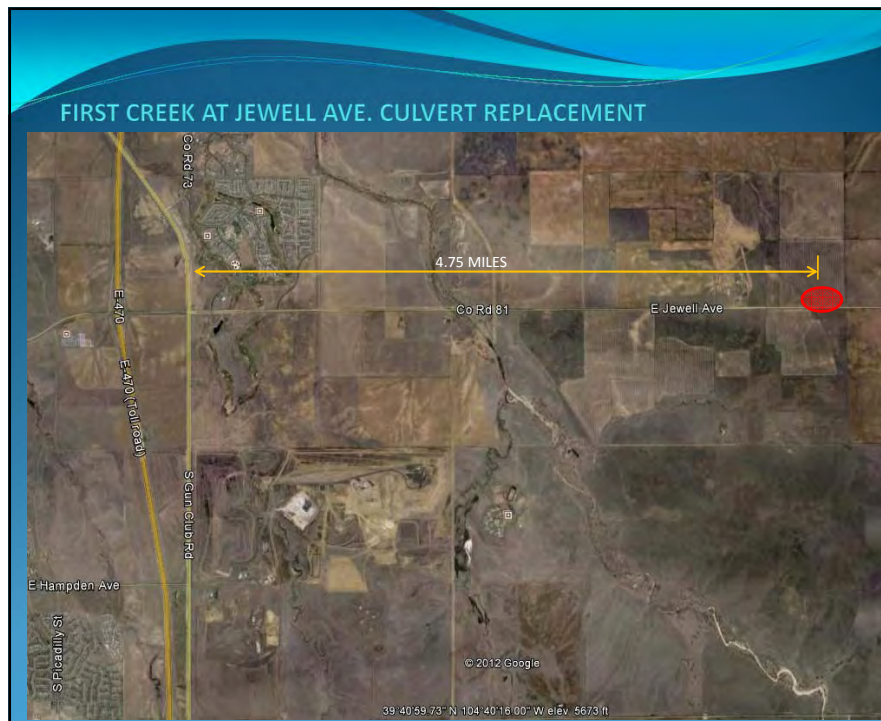 FIRST CREEK AT JEWELL AVE. CULVERT REPLACEMENT
Co Rd 73
4.75 MILES
E-470
Co Rd 81
E Jewell Ave
E-470 (Toll road)
S Gun Club Rd
E Hampden Ave
S Picadilly St
© 2012 Google
39°40'59.73" N 104°40'16.00" W elev 5673 ft